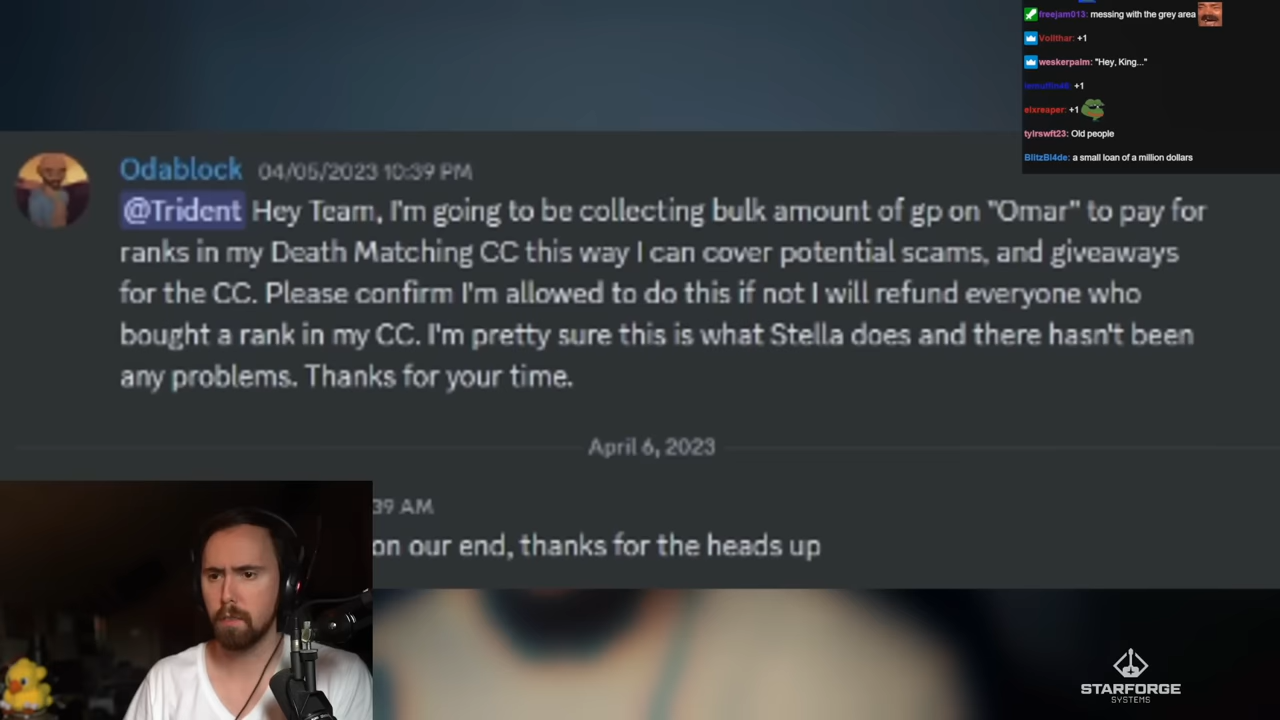 freejam013: messing with the grey area
Vollthar: +1
weskerpalm: "Hey, King..."
+1
elxreaper: +1
tylrswft23: Old people
BlitzBl4de: a small loan of a million dollars
Odablock 04/05/2023 10:39 PM
@Trident Hey Team, I'm going to be collecting bulk amount of gp on "Omar" to pay for
ranks in my Death Matching CC this way I can cover potential scams, and giveaways
for the CC. Please confirm I'm allowed to do this if not I will refund everyone who
bought a rank in my CC. I'm pretty sure this is what Stella does and there hasn't been
any problems. Thanks for your time.
April 6, 2023
39 AM
on our end, thanks for the heads up
STARFORGE
SYSTEMS